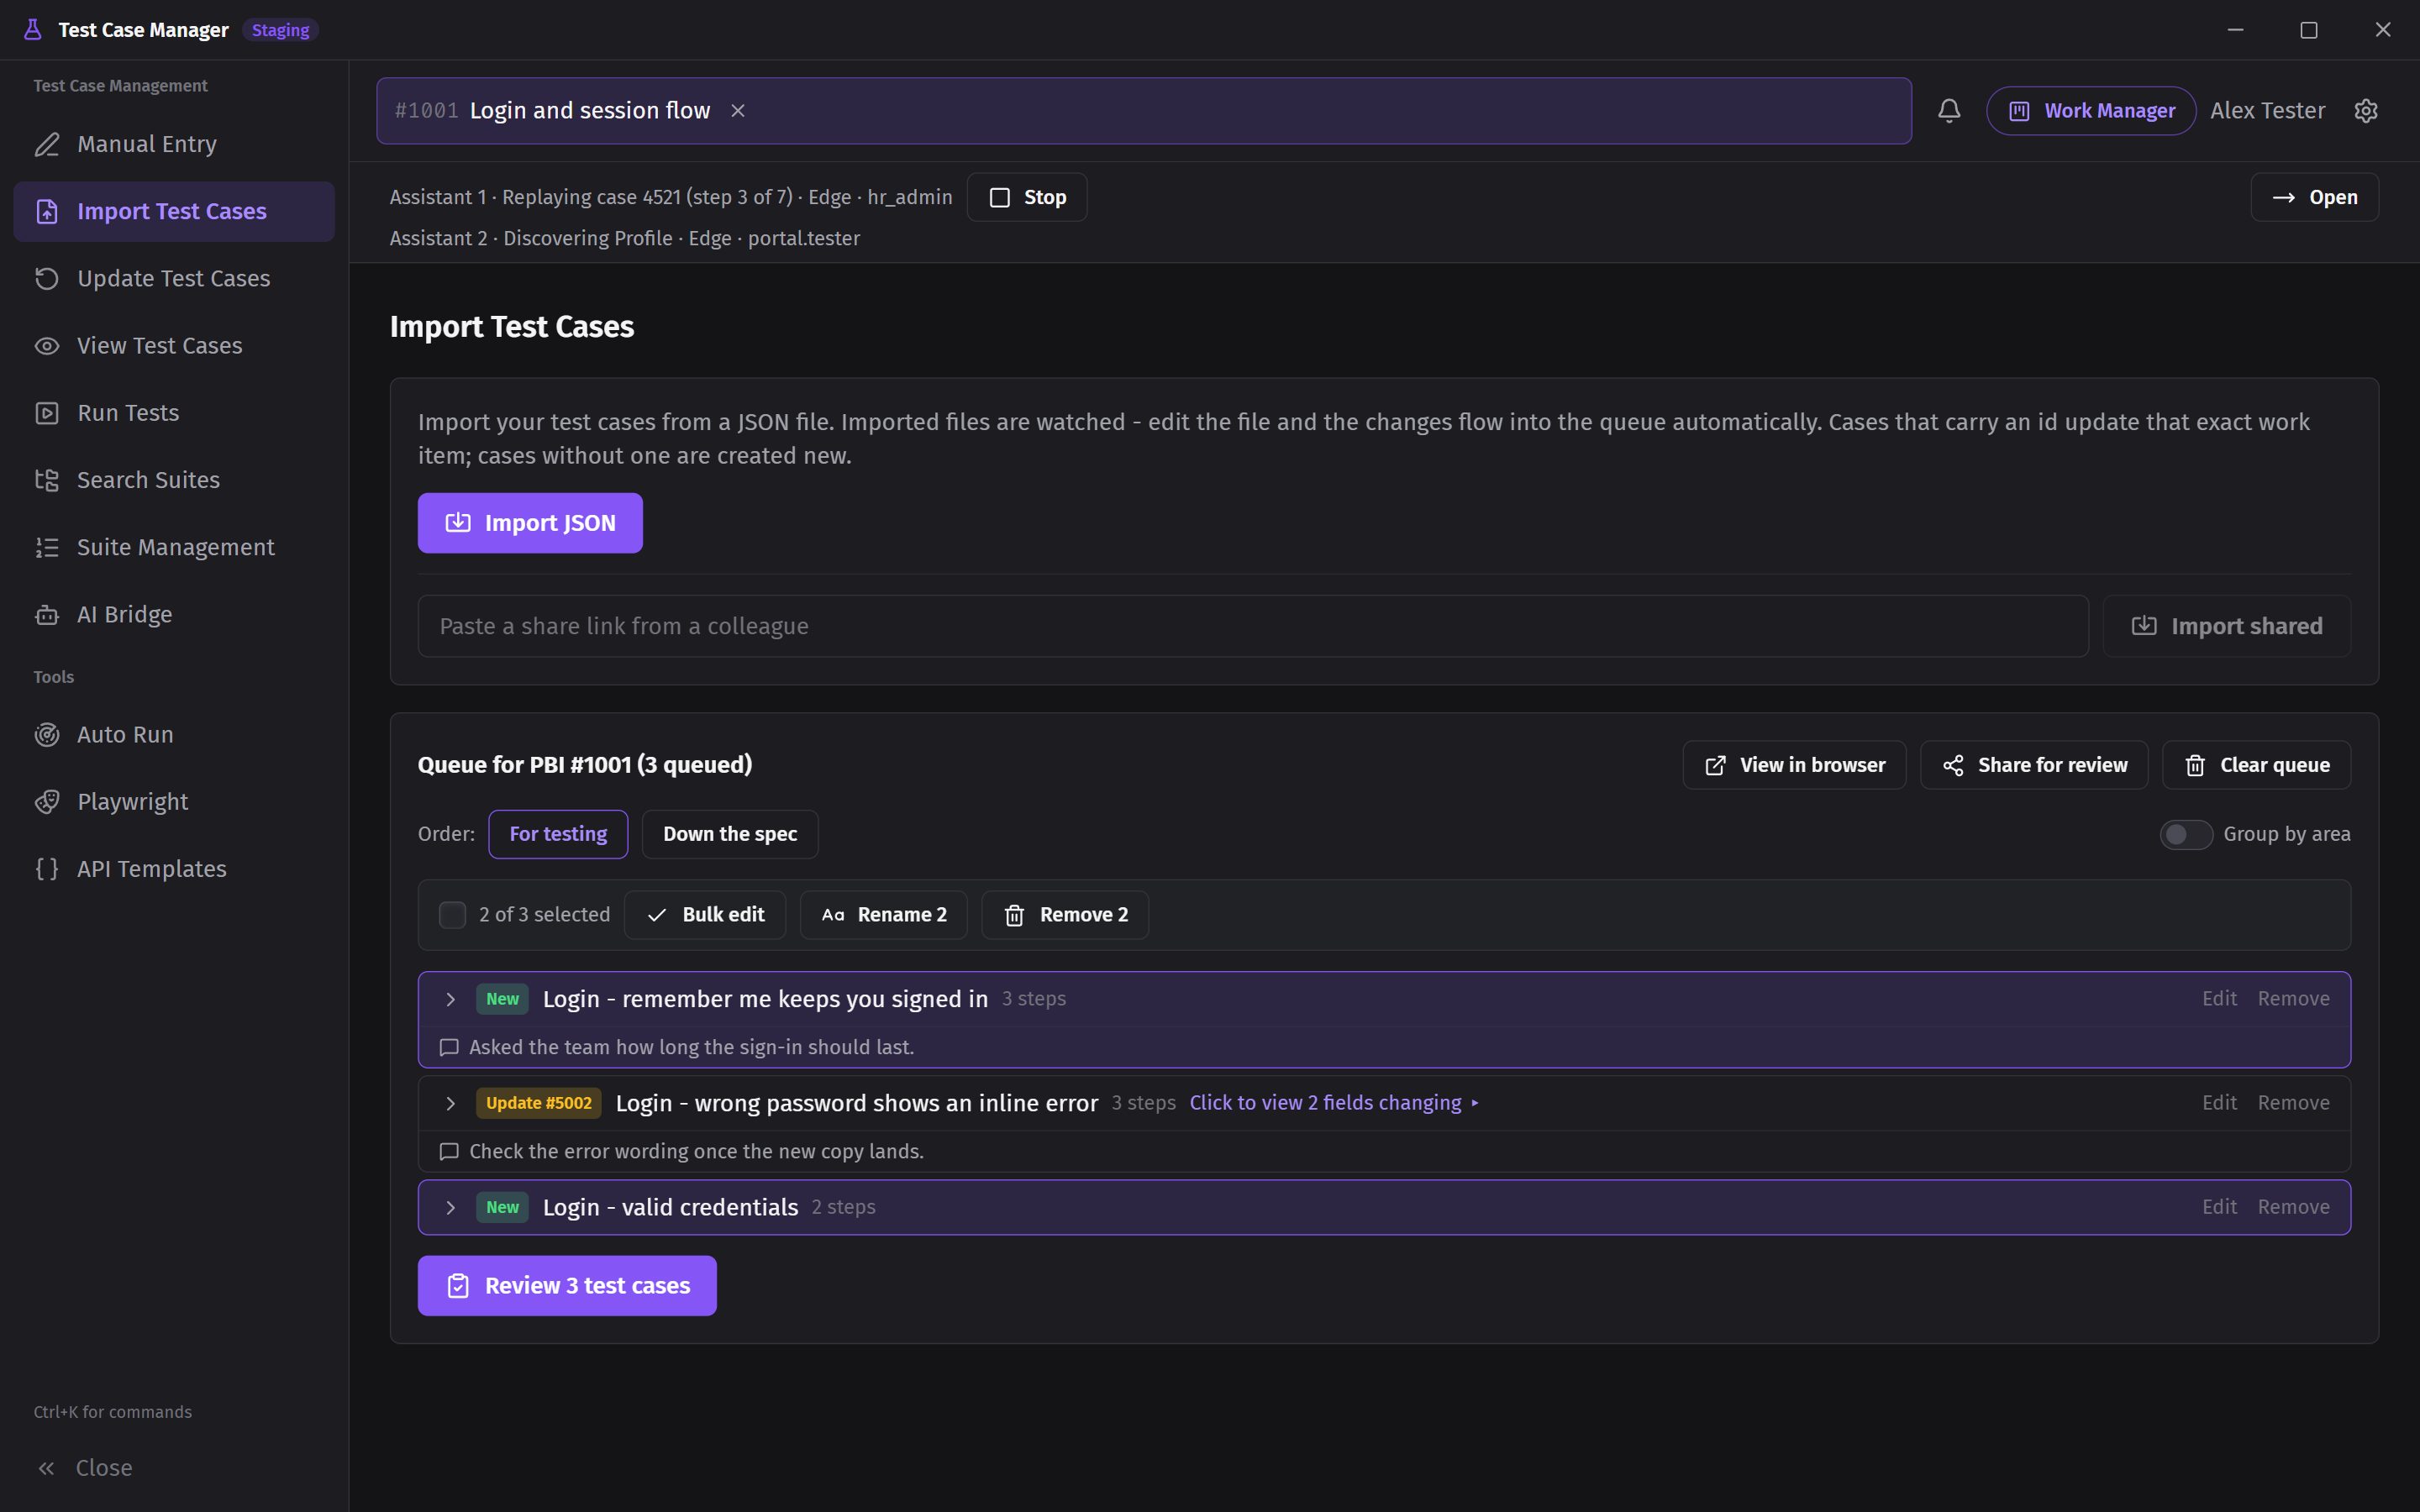 Test Case Manager Staging
Test Case Management
Manual Entry
Import Test Cases
Update Test Cases
View Test Cases
Run Tests
Search Suites
Suite Management
AI Bridge
Tools
Auto Run
Playwright
API Templates
Ctrl+K for commands
Close
#1001 Login and session flow
Work Manager
Alex Tester
Assistant 1 · Replaying case 4521 (step 3 of 7) · Edge · hr_admin
Stop
Open
Assistant 2 · Discovering Profile · Edge · portal.tester
Import Test Cases
Import your test cases from a JSON file. Imported files are watched - edit the file and the changes flow into the queue automatically. Cases that carry an id update that exact work
item; cases without one are created new.
Import JSON
Paste a share link from a colleague
Import shared
Queue for PBI #1001 (3 queued)
View in browser
Share for review
Clear queue
Order: For testing Down the spec
Group by area
2 of 3 selected
Bulk edit
Aa Rename 2
Remove 2
New Login - remember me keeps you signed in 3 steps Edit Remove
Asked the team how long the sign-in should last.
Update #5002 Login - wrong password shows an inline error 3 steps Click to view 2 fields changing ▸ Edit Remove
Check the error wording once the new copy lands.
New Login - valid credentials 2 steps Edit Remove
Review 3 test cases